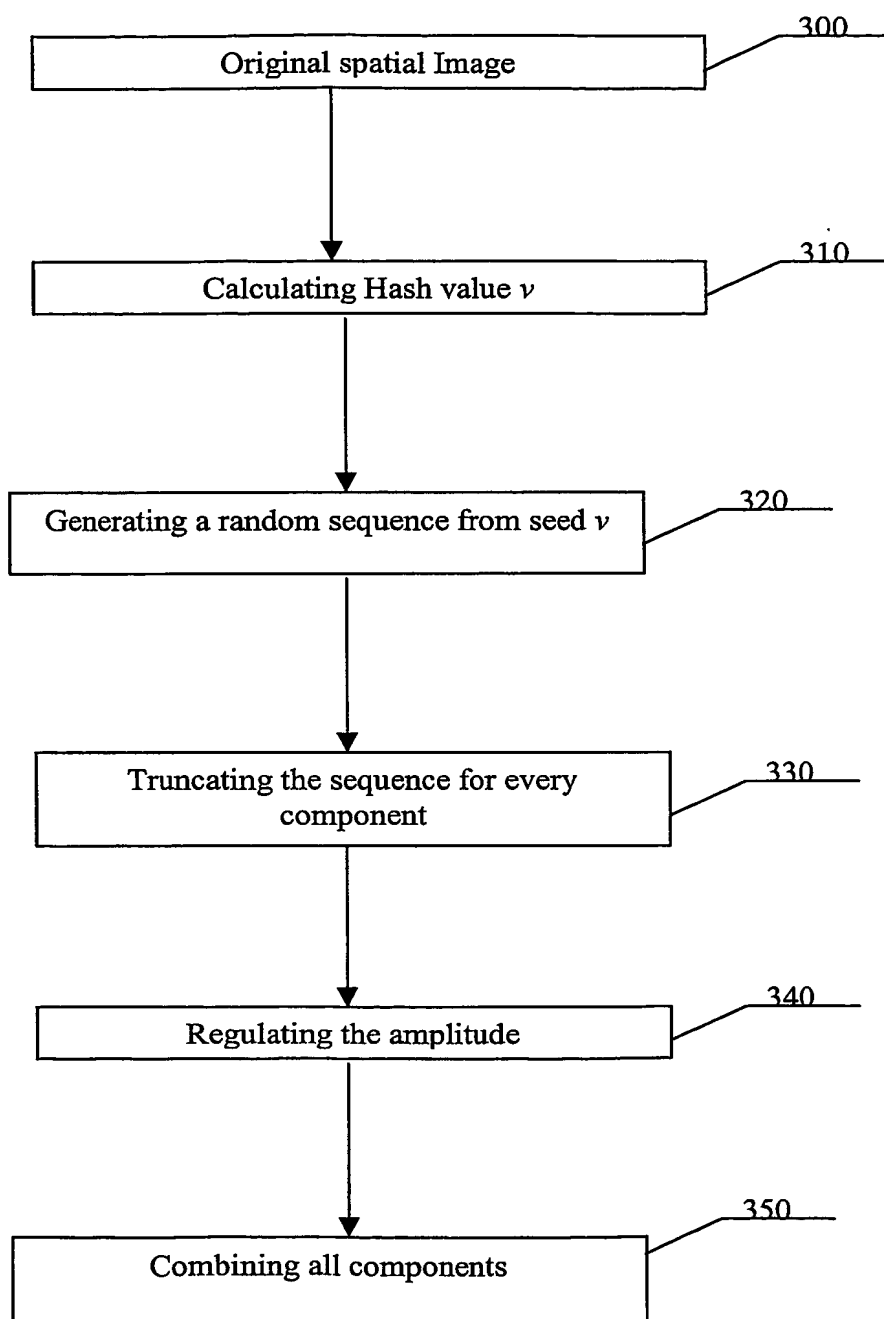 300
Original spatial Image
310
Calculating Hash value v
320
Generating a random sequence from seed v
330
Truncating the sequence for every
component
340
Regulating the amplitude
350
Combining all components